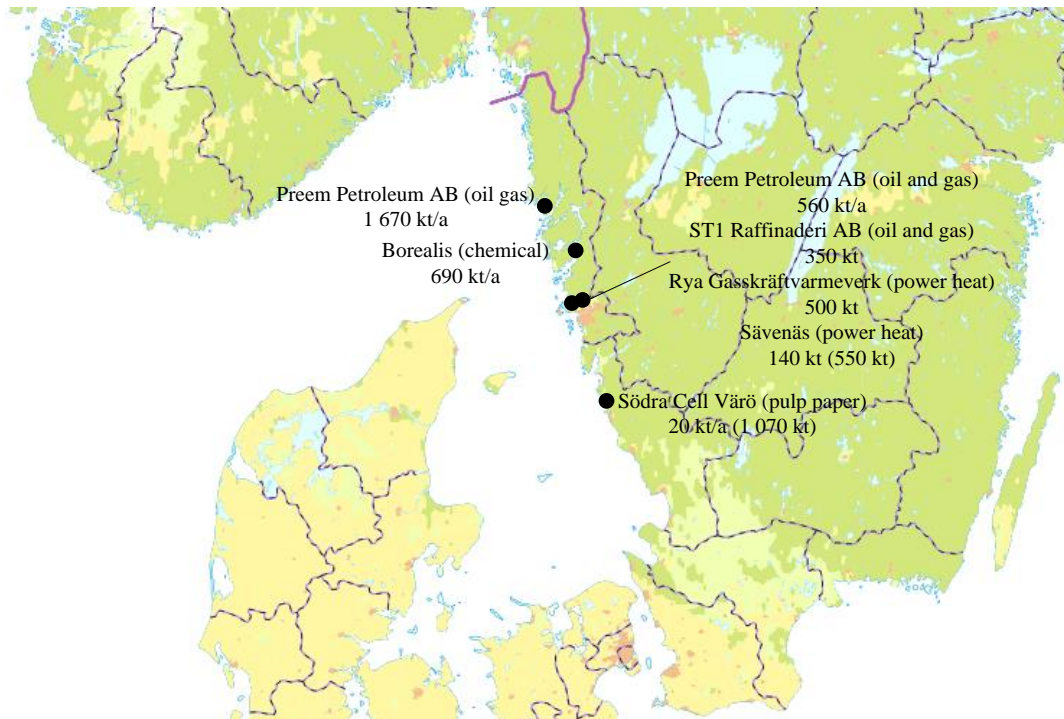 Preem Petroleum AB (oil gas)
1 670 kt/a
Borealis (chemical)
690 kt/a
Preem Petroleum AB (oil and gas)
560 kt/a
ST1 Raffinaderi AB (oil and gas)
350 kt
Rya Gasskräftvarmeverk (power heat)
500 kt
Sävenäs (power heat)
140 kt (550 kt)
Södra Cell Värö (pulp paper)
20 kt/a (1 070 kt)